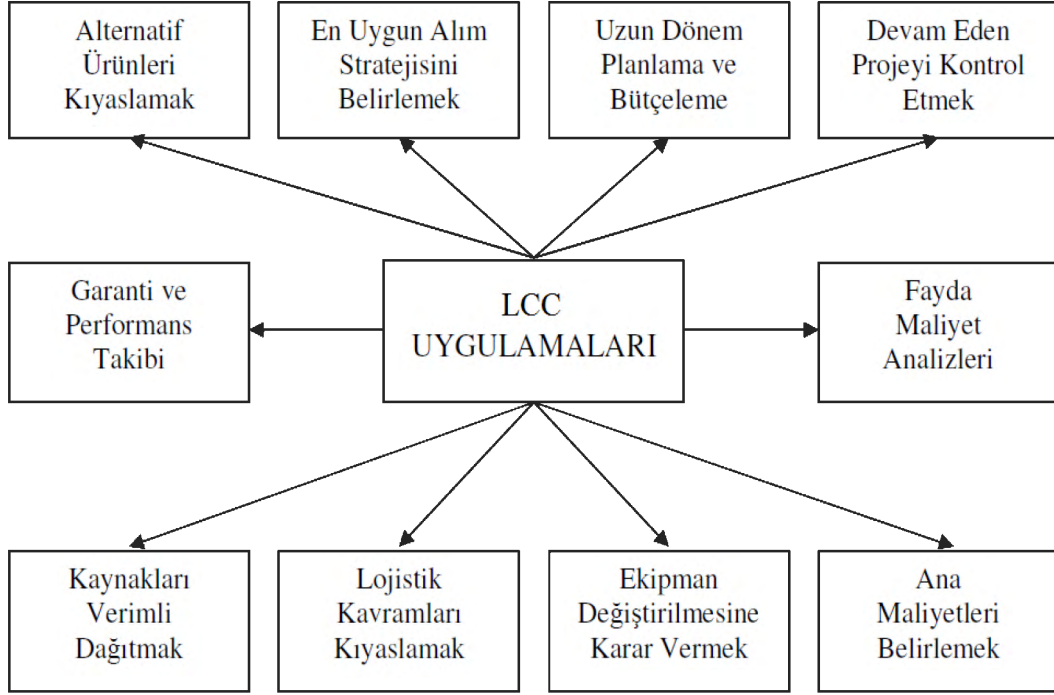 Alternatif
Ürünleri
Kıyaslamak
En Uygun Alım
Stratejisini
Belirlemek
Uzun Dönem
Planlama ve
Bütçeleme
Devam Eden
Projeyi Kontrol
Etmek
Garanti ve
Performans
Takibi
LCC
UYGULAMALARI
Fayda
Maliyet
Analizleri
Kaynakları
Verimli
Dağıtmak
Lojistik
Kavramları
Kıyaslamak
Ekipman
Değiştirilmesine
Karar Vermek
Ana
Maliyetleri
Belirlemek